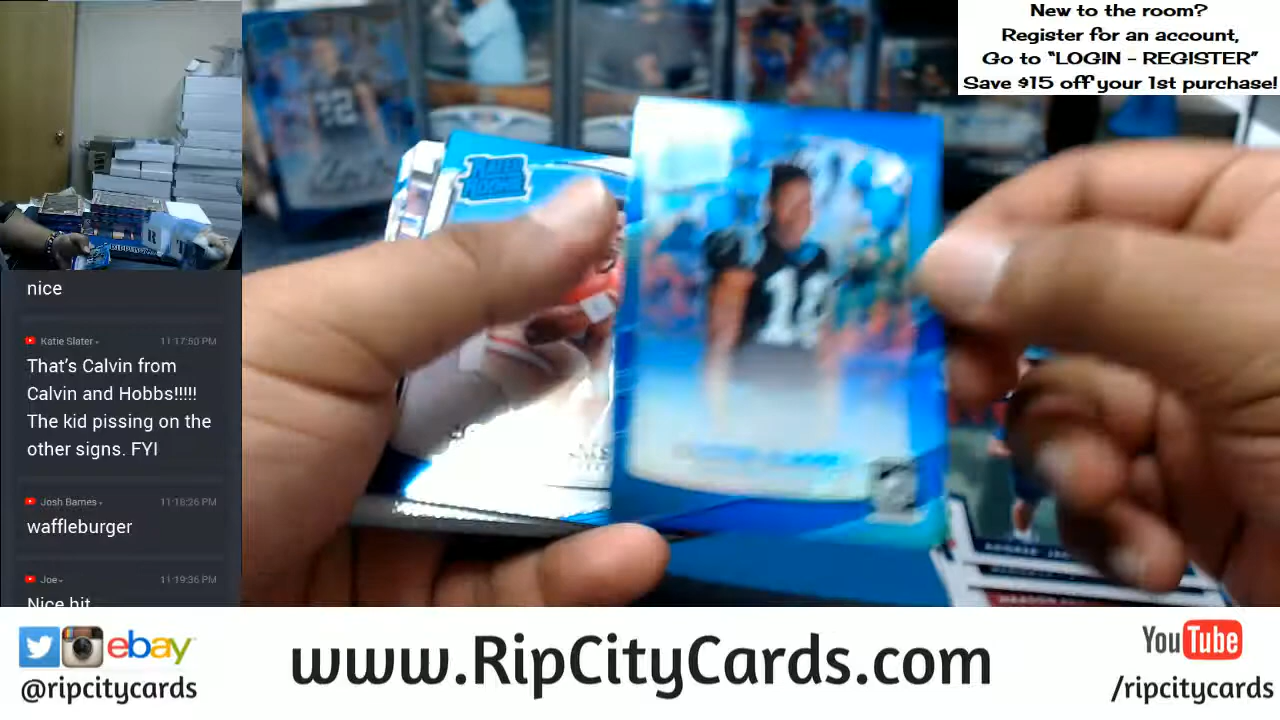 New to the room?
Register for an account,
Go to “LOGIN - REGISTER”
Save $15 off your 1st purchase!
RATED
ROOKIE
18
nice
Katie Slater
11:17:50 PM
That’s Calvin from
Calvin and Hobbs!!!!!
The kid pissing on the
other signs. FYI
Josh Barnes
11:18:26 PM
waffleburger
Joe
11:19:36 PM
Nice hit
ebay
@ripcitycards
www.RipCityCards.com
YouTube
/ripcitycards